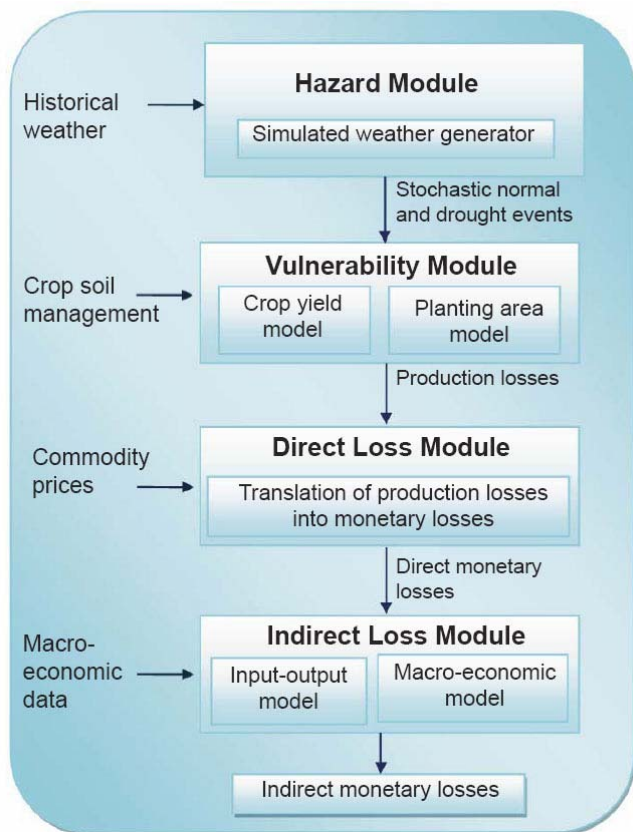 Hazard Module
Historical
weather
Simulated weather generator
Stochastic normal
and drought events
Vulnerability Module
Crop soil
management
Crop yield
model
Planting area
model
Production losses
Direct Loss Module
Commodity
prices
Translation of production losses
into monetary losses
Direct monetary
losses
Indirect Loss Module
Macro-
economic
data
Input-output
model
Macro-economic
model
Indirect monetary losses